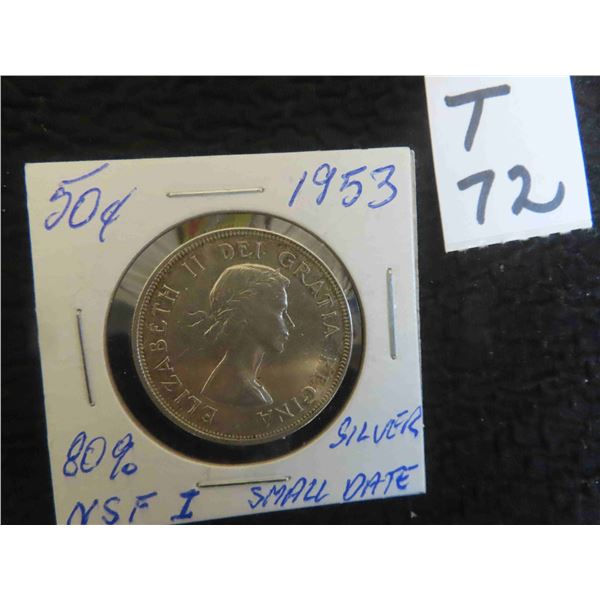 T
72
50¢ 1953
ELIZABETH II DEI GRATIA REGINA
80% SILVER
NSF I SMALL DATE